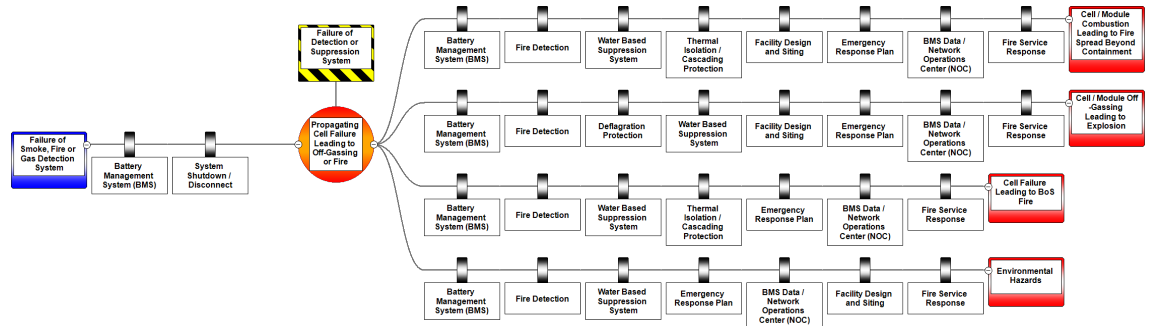 Failure of
Smoke, Fire or
Gas Detection
System
Battery
Management
System (BMS)
System
Shutdown /
Disconnect
Failure of
Detection or
Suppression
System
Propagating
Cell Failure
Leading to
Off-Gassing
or Fire
Battery
Management
System (BMS)
Fire Detection
Water Based
Suppression
System
Thermal
Isolation /
Cascading
Protection
Facility Design
and Siting
Emergency
Response Plan
BMS Data /
Network
Operations
Center (NOC)
Fire Service
Response
Cell / Module
Combustion
Leading to Fire
Spread Beyond
Containment
Battery
Management
System (BMS)
Fire Detection
Deflagration
Protection
Water Based
Suppression
System
Facility Design
and Siting
Emergency
Response Plan
BMS Data /
Network
Operations
Center (NOC)
Fire Service
Response
Cell / Module Off
-Gassing
Leading to
Explosion
Battery
Management
System (BMS)
Fire Detection
Water Based
Suppression
System
Thermal
Isolation /
Cascading
Protection
Emergency
Response Plan
BMS Data /
Network
Operations
Center (NOC)
Fire Service
Response
Cell Failure
Leading to BoS
Fire
Battery
Management
System (BMS)
Fire Detection
Water Based
Suppression
System
Emergency
Response Plan
BMS Data /
Network
Operations
Center (NOC)
Facility Design
and Siting
Fire Service
Response
Environmental
Hazards